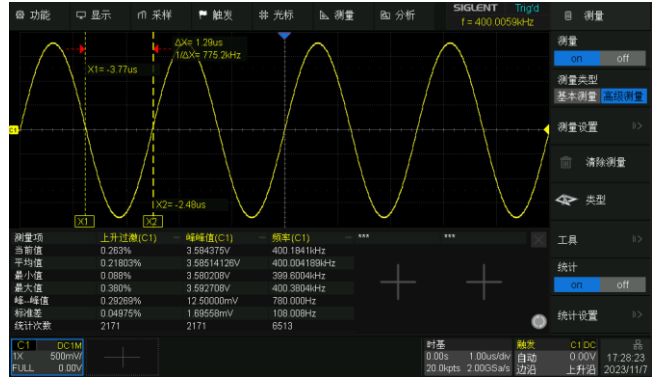 功能 显示 采样 触发 光标 测量 分析 SIGLENT Trig'd 测量
f = 400.0059kHz
测量
on off
测量类型
基本测量 高级测量
测量设置
清除测量
类型
工具
统计
on off
统计设置
ΔX= 1.29us
1/ΔX= 775.2kHz
X1= -3.77us
C1
X2= -2.48us
X1 X2
测量项 上升过激(C1) 峰峰值(C1) 频率(C1) *** ***
当前值 0.263% 3.584375V 400.1841kHz
平均值 0.21803% 3.58514126V 400.004189kHz
最小值 0.088% 3.580208V 399.6004kHz
最大值 0.380% 3.592708V 400.3804kHz
峰—峰值 0.29269% 12.50000mV 780.000Hz
标准差 0.04975% 1.69558mV 108.008Hz
统计次数 2171 2171 6513
C1 DC1M
1X 500mV/
FULL 0.00V
时基
0.00s 1.00us/div
20.0kpts 2.00GSa/s
触发 C1 DC
自动 0.00V
边沿 上升沿
17:28:23
2023/11/7